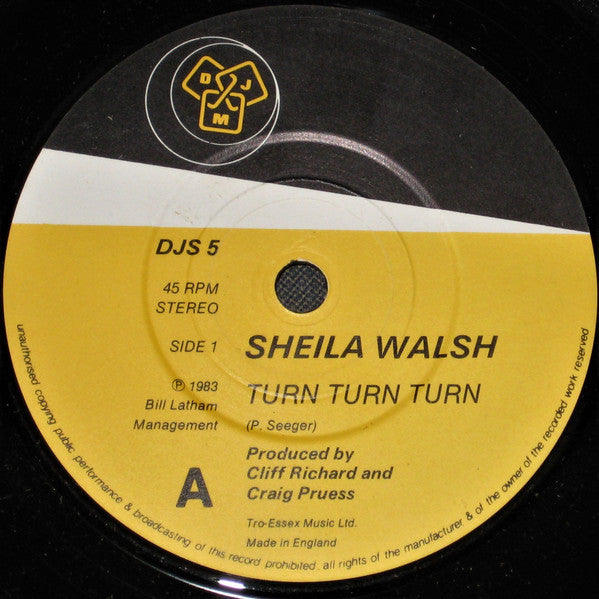 D J
M
DJS 5
45 RPM
STEREO
SIDE 1
SHEILA WALSH
℗ 1983
Bill Latham
Management
TURN TURN TURN
(P. Seeger)
Produced by
Cliff Richard and
Craig Pruess
A
Tro-Essex Music Ltd.
Made in England
unauthorised copying public performance & broadcasting of this record prohibited. all rights of the manufacturer & of the owner of the recorded work reserved